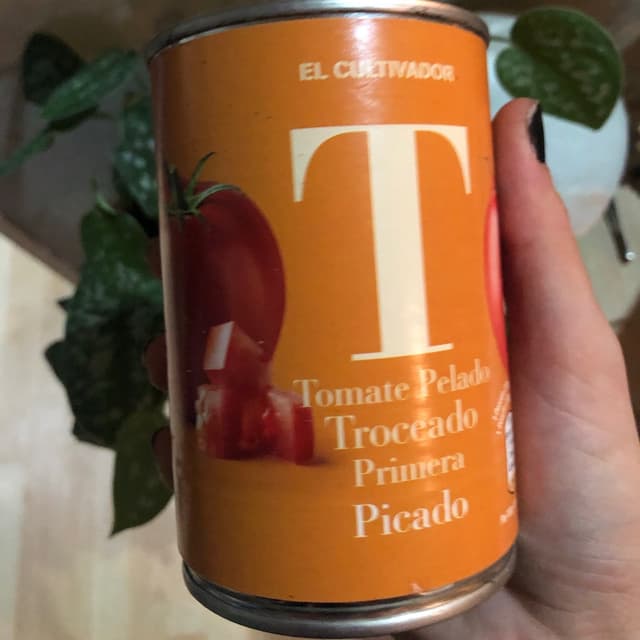 EL CULTIVADOR
T
Tomate Pelado
Troceado
Primera
Picado